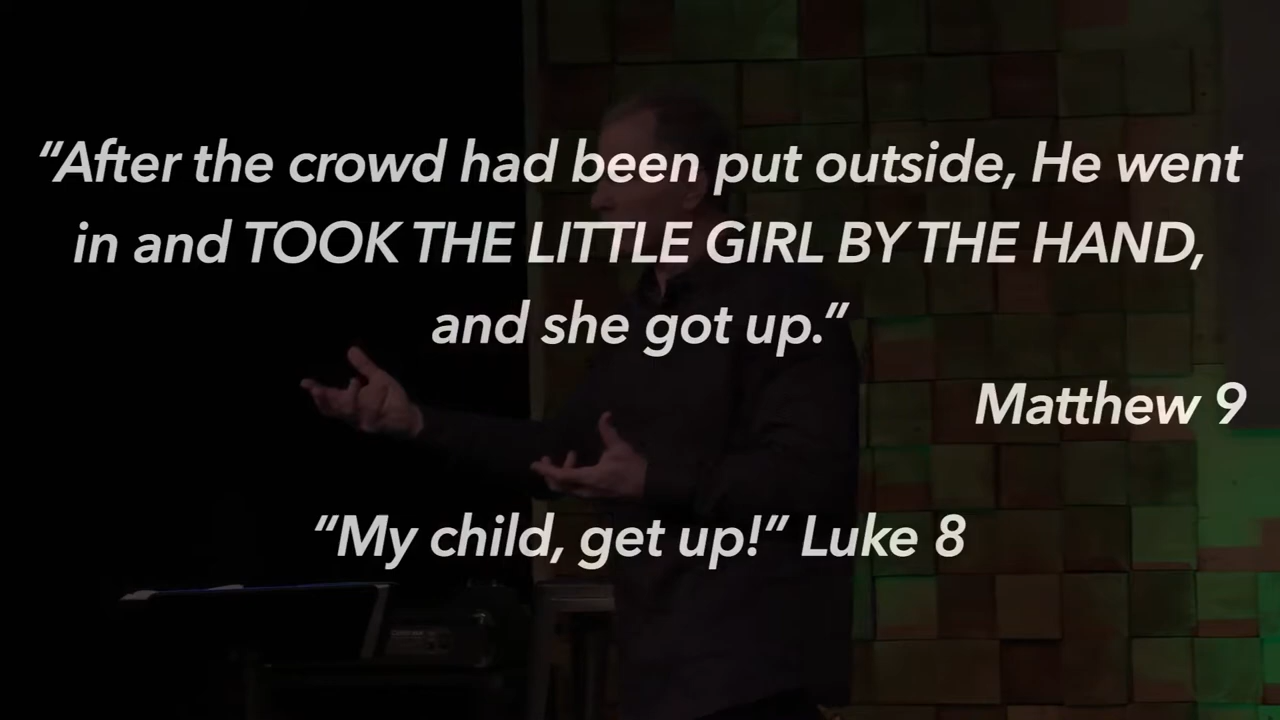 “After the crowd had been put outside, He went
in and TOOK THE LITTLE GIRL BY THE HAND,
and she got up.”
Matthew 9
“My child, get up!” Luke 8